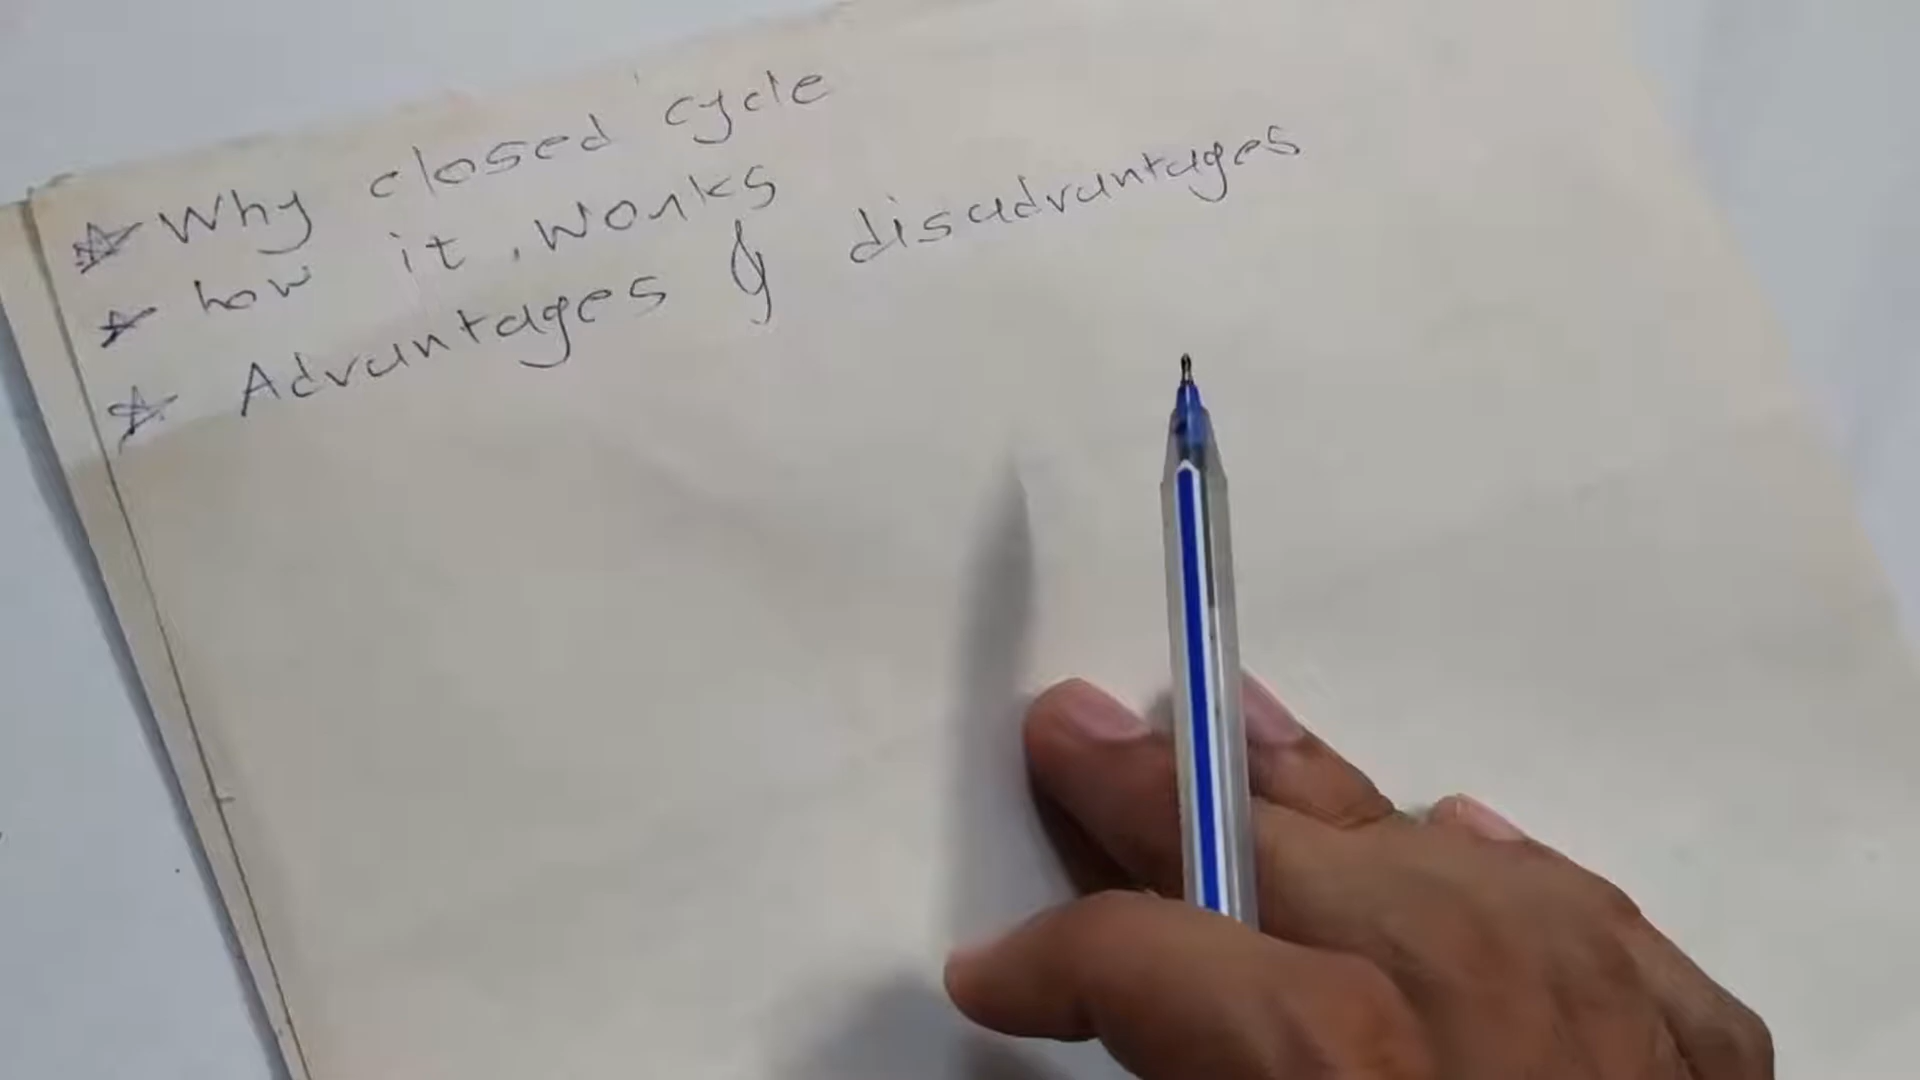 ☆ Why closed cycle
☆ how it works
☆ Advantages & disadvantages